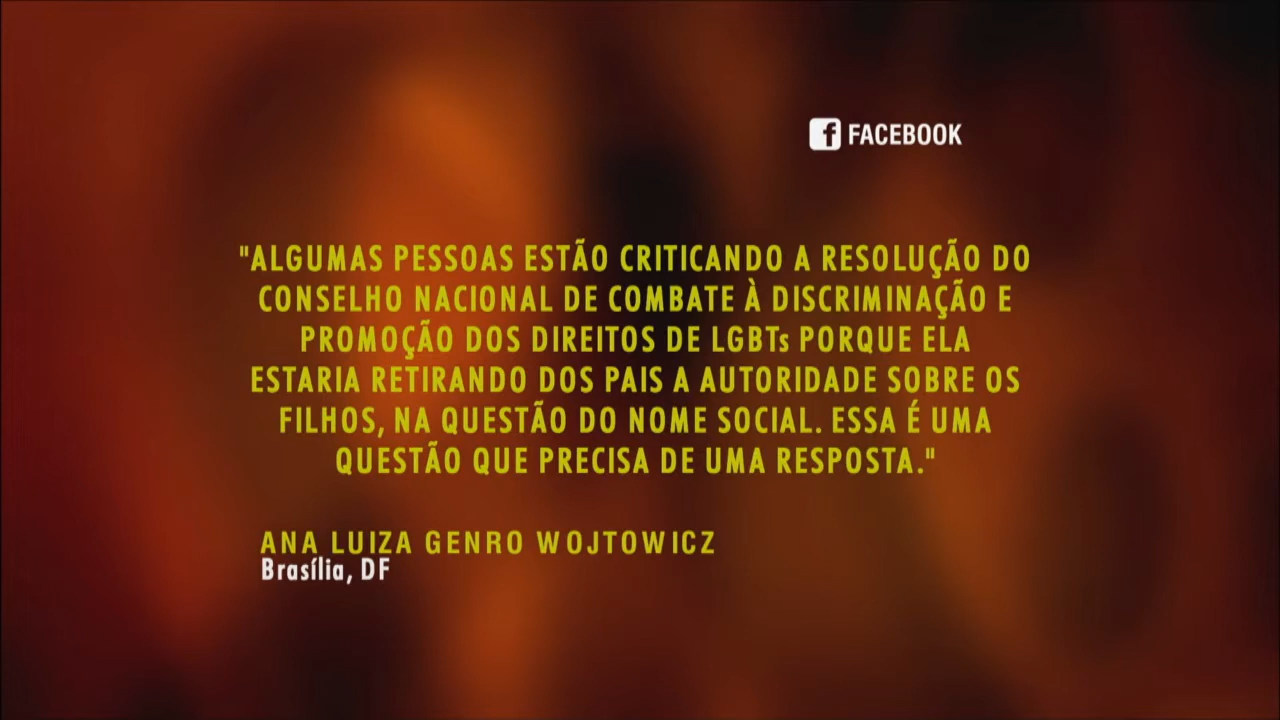 FACEBOOK
"ALGUMAS PESSOAS ESTÃO CRITICANDO A RESOLUÇÃO DO
CONSELHO NACIONAL DE COMBATE À DISCRIMINAÇÃO E
PROMOÇÃO DOS DIREITOS DE LGBTs PORQUE ELA
ESTARIA RETIRANDO DOS PAIS A AUTORIDADE SOBRE OS
FILHOS, NA QUESTÃO DO NOME SOCIAL. ESSA É UMA
QUESTÃO QUE PRECISA DE UMA RESPOSTA."
ANA LUIZA GENRO WOJTOWICZ
Brasília, DF